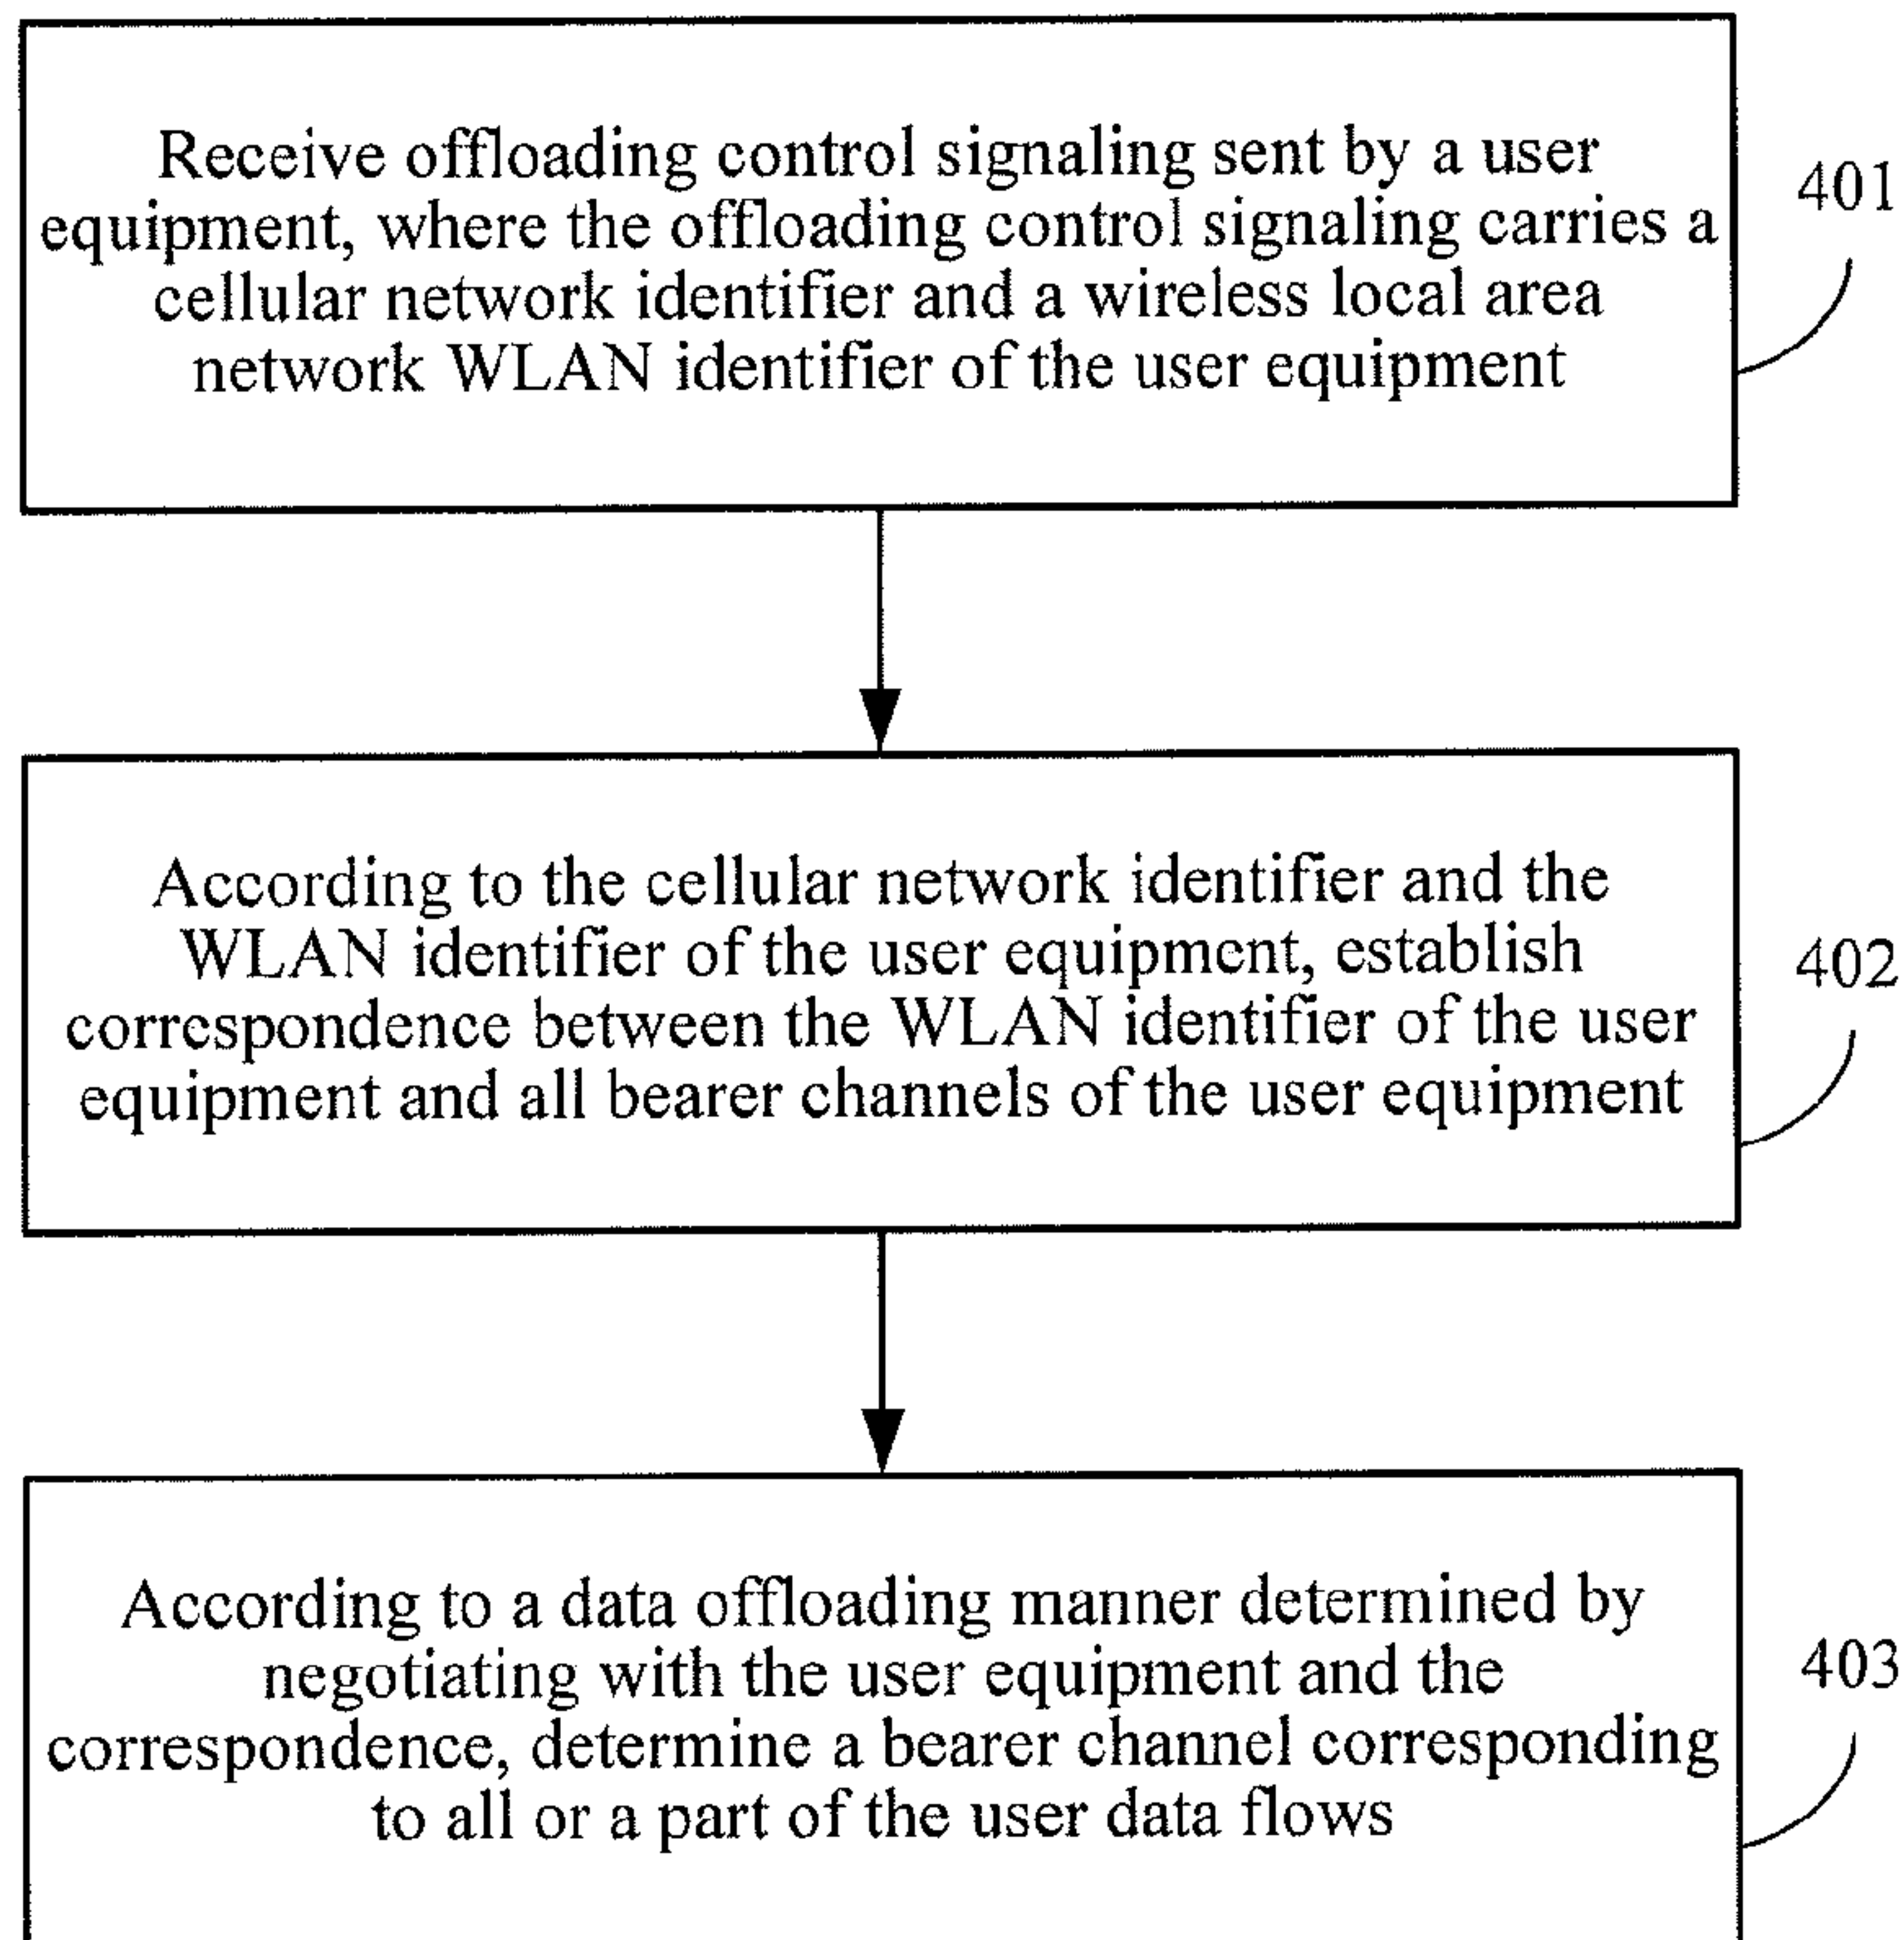 Receive offloading control signaling sent by a user
equipment, where the offloading control signaling carries a
cellular network identifier and a wireless local area
network WLAN identifier of the user equipment
401
According to the cellular network identifier and the
WLAN identifier of the user equipment, establish
correspondence between the WLAN identifier of the user
equipment and all bearer channels of the user equipment
402
According to a data offloading manner determined by
negotiating with the user equipment and the
correspondence, determine a bearer channel corresponding
to all or a part of the user data flows
403